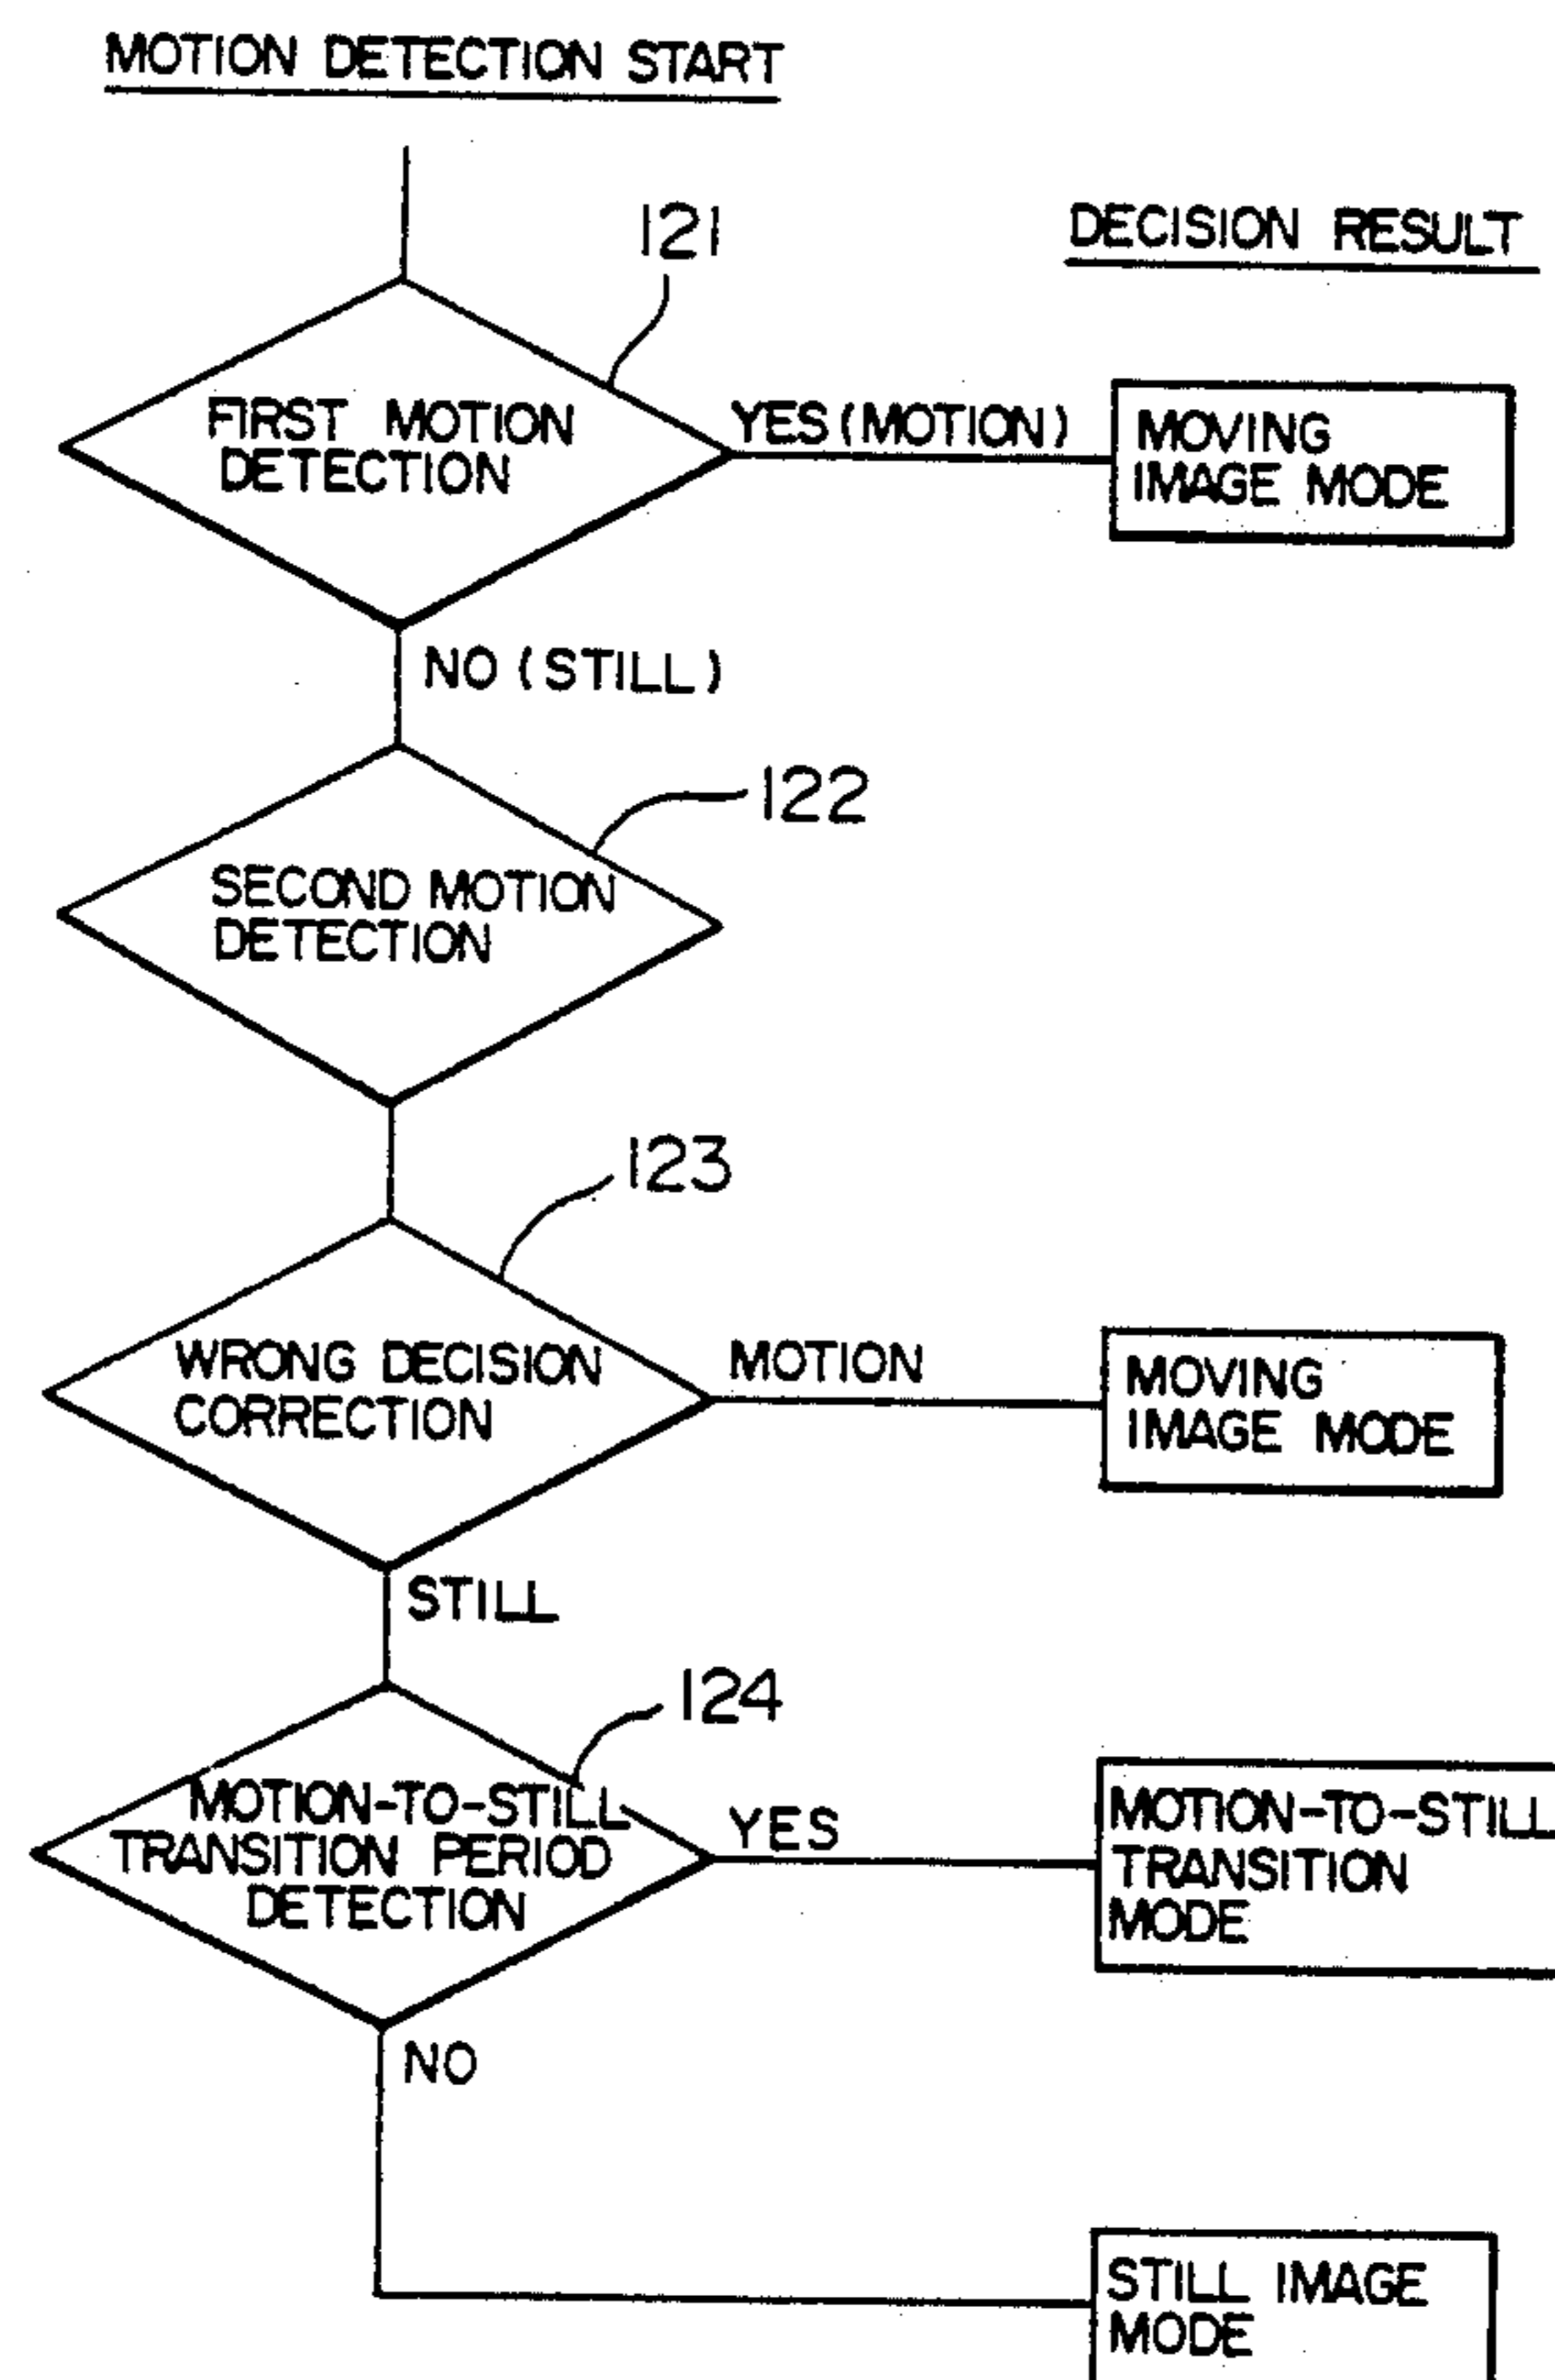 MOTION DETECTION START
121
DECISION RESULT
FIRST MOTION
DETECTION
YES (MOTION)
MOVING
IMAGE MODE
NO (STILL)
122
SECOND MOTION
DETECTION
123
WRONG DECISION
CORRECTION
MOTION
MOVING
IMAGE MODE
STILL
124
MOTION-TO-STILL
TRANSITION PERIOD
DETECTION
YES
MOTION-TO-STILL
TRANSITION
MODE
NO
STILL IMAGE
MODE